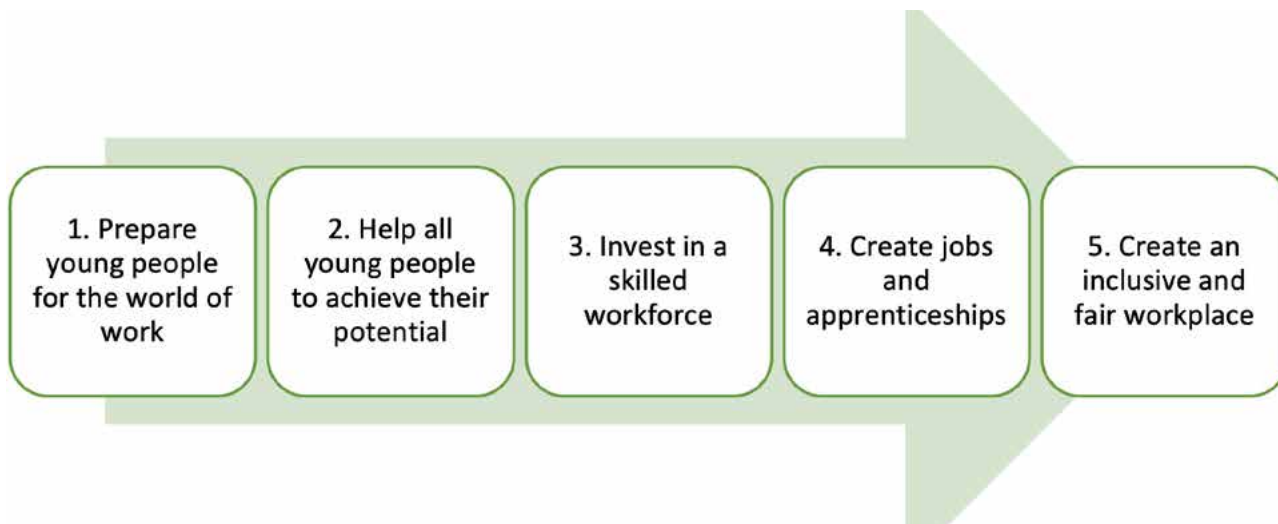 1. Prepare
young people
for the world of
work
2. Help all
young people
to achieve their
potential
3. Invest in a
skilled
workforce
4. Create jobs
and
apprenticeships
5. Create an
inclusive and
fair workplace